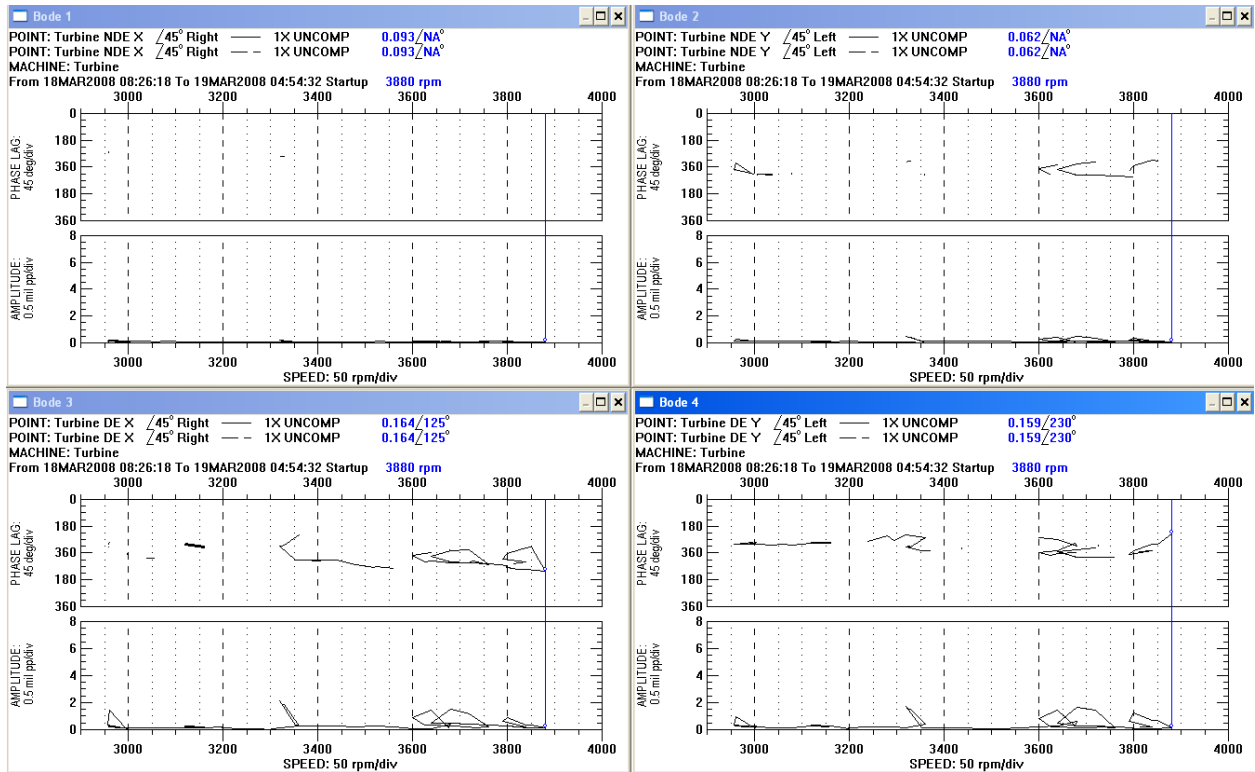 Bode 1
POINT: Turbine NDE X ∠45° Right —— 1X UNCOMP 0.093∠NA°
POINT: Turbine NDE X ∠45° Right — – 1X UNCOMP 0.093∠NA°
MACHINE: Turbine
From 18MAR2008 08:26:18 To 19MAR2008 04:54:32 Startup 3880 rpm
3000 3200 3400 3600 3800 4000
PHASE LAG:
45 deg/div
0
180
360
180
360
AMPLITUDE:
0.5 mil pp/div
8
6
4
2
0
3000 3200 3400 3600 3800 4000
SPEED: 50 rpm/div
Bode 2
POINT: Turbine NDE Y ∠45° Left —— 1X UNCOMP 0.062∠NA°
POINT: Turbine NDE Y ∠45° Left — – 1X UNCOMP 0.062∠NA°
MACHINE: Turbine
From 18MAR2008 08:26:18 To 19MAR2008 04:54:32 Startup 3880 rpm
3000 3200 3400 3600 3800 4000
PHASE LAG:
45 deg/div
0
180
360
180
360
AMPLITUDE:
0.5 mil pp/div
8
6
4
2
0
3000 3200 3400 3600 3800 4000
SPEED: 50 rpm/div
Bode 3
POINT: Turbine DE X ∠45° Right —— 1X UNCOMP 0.164∠125°
POINT: Turbine DE X ∠45° Right — – 1X UNCOMP 0.164∠125°
MACHINE: Turbine
From 18MAR2008 08:26:18 To 19MAR2008 04:54:32 Startup 3880 rpm
3000 3200 3400 3600 3800 4000
PHASE LAG:
45 deg/div
0
180
360
180
360
AMPLITUDE:
0.5 mil pp/div
8
6
4
2
0
3000 3200 3400 3600 3800 4000
SPEED: 50 rpm/div
Bode 4
POINT: Turbine DE Y ∠45° Left —— 1X UNCOMP 0.159∠230°
POINT: Turbine DE Y ∠45° Left — – 1X UNCOMP 0.159∠230°
MACHINE: Turbine
From 18MAR2008 08:26:18 To 19MAR2008 04:54:32 Startup 3880 rpm
3000 3200 3400 3600 3800 4000
PHASE LAG:
45 deg/div
0
180
360
180
360
AMPLITUDE:
0.5 mil pp/div
8
6
4
2
0
3000 3200 3400 3600 3800 4000
SPEED: 50 rpm/div